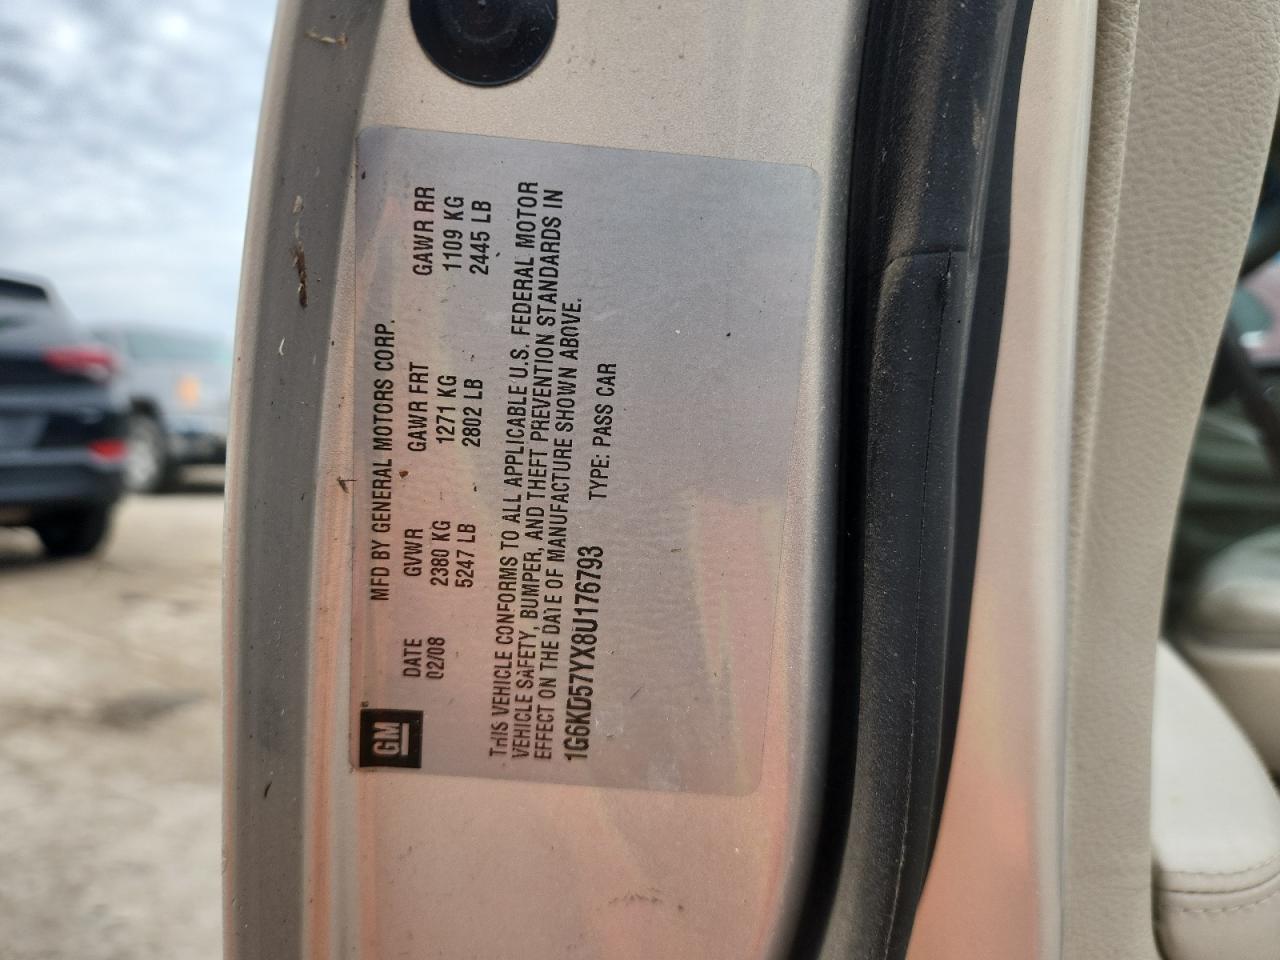 GM
MFD BY GENERAL MOTORS CORP.
DATE GVWR GAWR FRT GAWR RR
02/08 2380 KG 1271 KG 1109 KG
5247 LB 2802 LB 2445 LB
THIS VEHICLE CONFORMS TO ALL APPLICABLE U.S. FEDERAL MOTOR
VEHICLE SAFETY, BUMPER, AND THEFT PREVENTION STANDARDS IN
EFFECT ON THE DATE OF MANUFACTURE SHOWN ABOVE.
1G6KD57YX8U176793 TYPE: PASS CAR